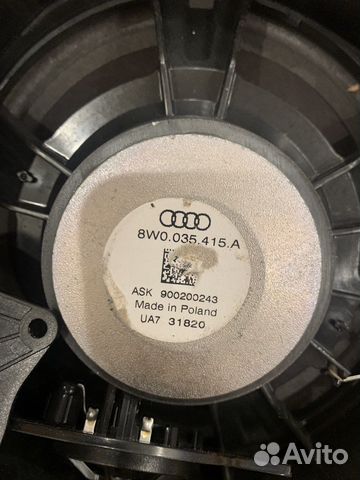 8W0.035.415.A
ASK 900200243
Made in Poland
UA7 31820
Avito